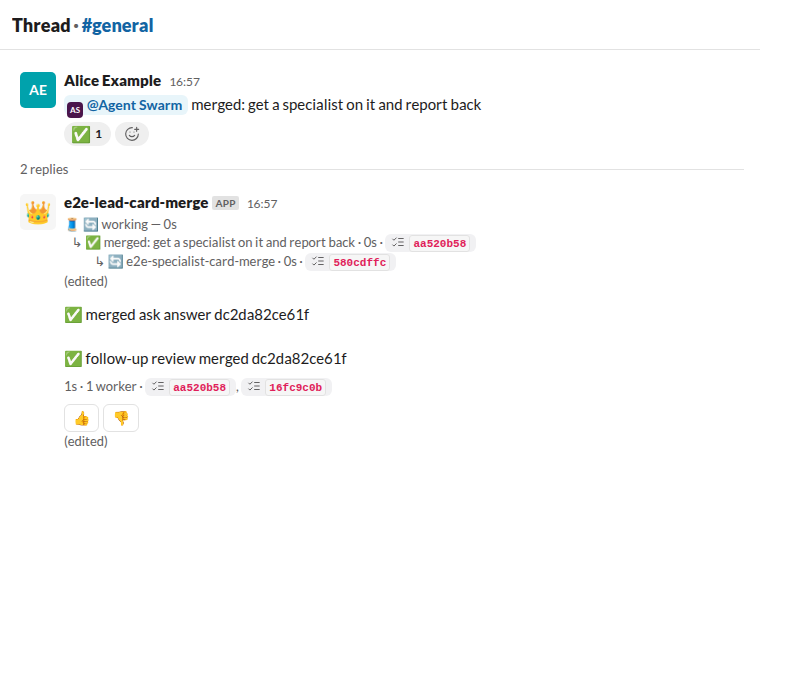 Thread • #general
AE
Alice Example 16:57
AS @Agent Swarm merged: get a specialist on it and report back
✅ 1
2 replies
e2e-lead-card-merge APP 16:57
🧵 🔄 working — 0s
↳ ✅ merged: get a specialist on it and report back · 0s · aa520b58
↳ 🔄 e2e-specialist-card-merge · 0s · 580cdffc
(edited)
✅ merged ask answer dc2da82ce61f
✅ follow-up review merged dc2da82ce61f
1s · 1 worker · aa520b58 , 16fc9c0b
👍 👎
(edited)